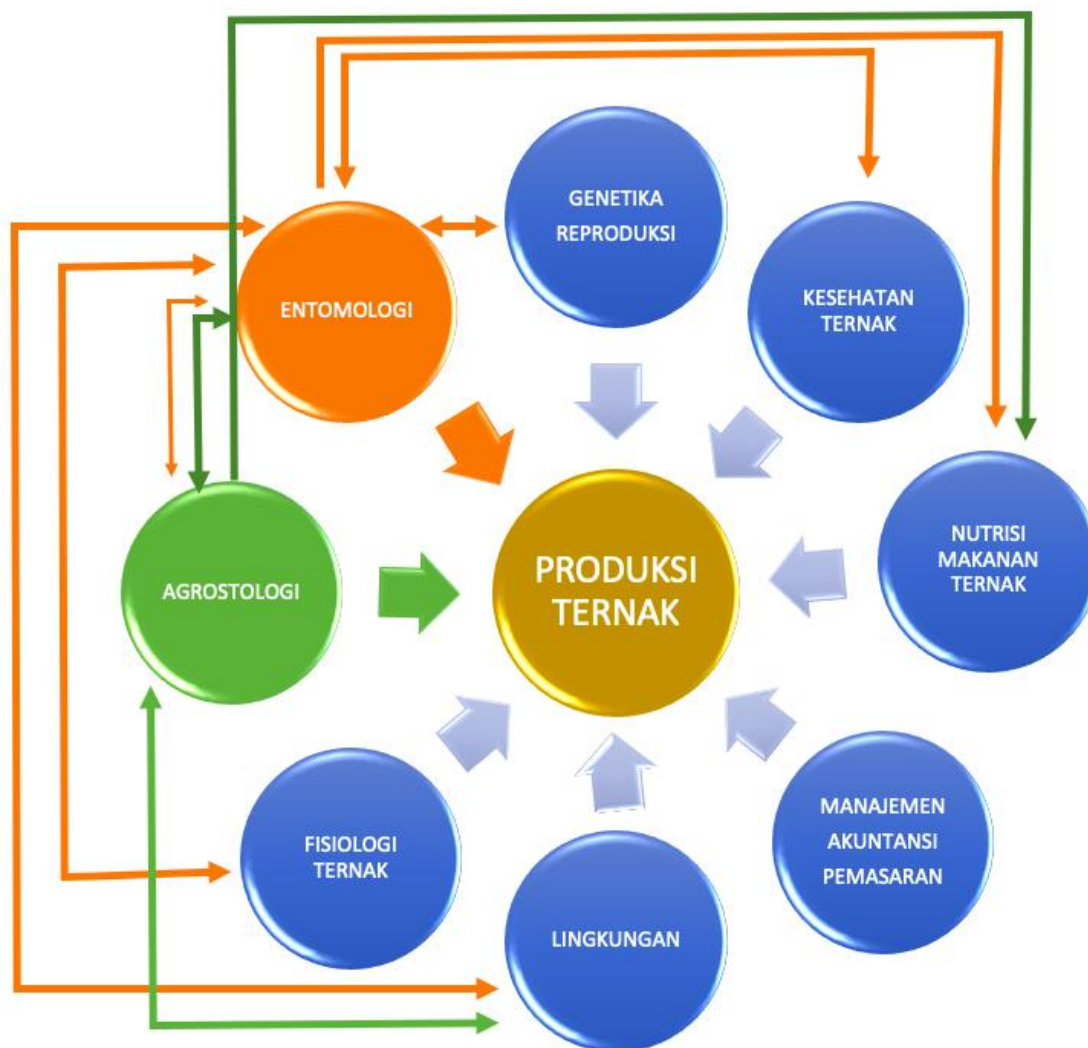 GENETIKA
REPRODUKSI
ENTOMOLOGI
KESEHATAN
TERNAK
AGROSTOLOGI
PRODUKSI
TERNAK
NUTRISI
MAKANAN
TERNAK
FISIOLOGI
TERNAK
LINGKUNGAN
MANAJEMEN
AKUNTANSI
PEMASARAN